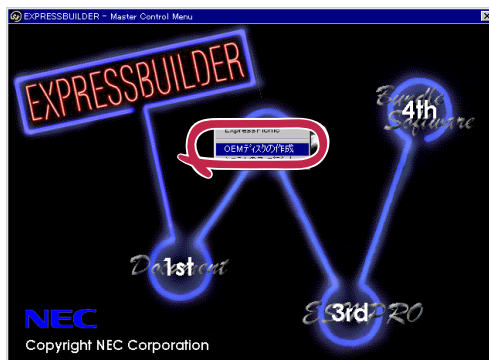 EXPRESSBUILDER - Master Control Menu
EXPRESSBUILDER
Bundle
4th
Software
ExpressPicnic
OEMディスクの作成
Document
1st
ESMPRO
3rd
NEC
Copyright NEC Corporation